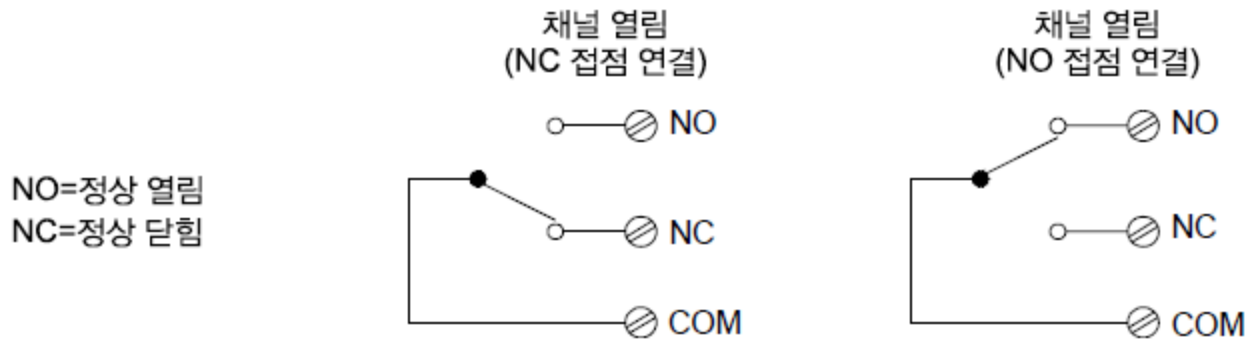 채널 열림
(NC 접점 연결)
채널 열림
(NO 접점 연결)
NO=정상 열림
NC=정상 닫힘
NO
NC
COM
NO
NC
COM